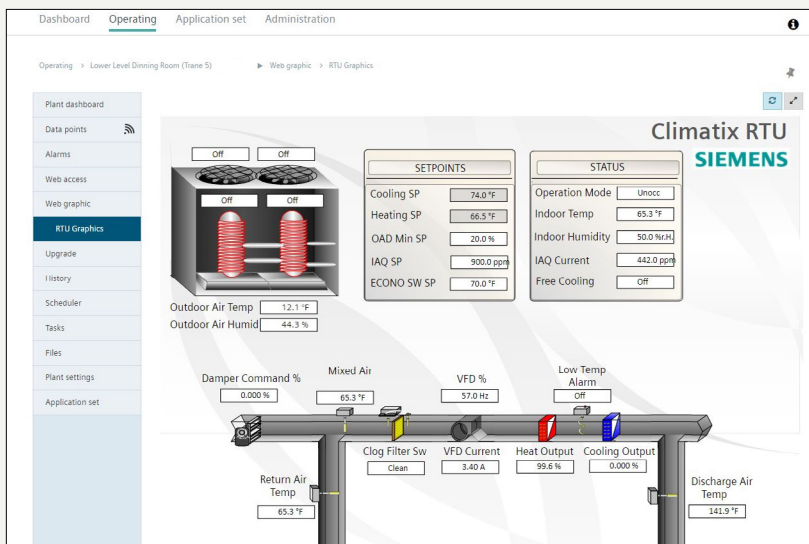 Dashboard Operating Application set Administration
Operating > Lower Level Dinning Room (Trane 5) ▶ Web graphic > RTU Graphics
Plant dashboard
Data points
Alarms
Web access
Web graphic
RTU Graphics
Upgrade
History
Scheduler
Tasks
Files
Plant settings
Application set
Climatix RTU
SIEMENS
Off Off
Off Off
Outdoor Air Temp 12.1 °F
Outdoor Air Humid 44.3 %
SETPOINTS
Cooling SP 74.0 °F
Heating SP 66.5 °F
OAD Min SP 20.0 %
IAQ SP 900.0 ppm
ECONO SW SP 70.0 °F
STATUS
Operation Mode Unocc
Indoor Temp 65.3 °F
Indoor Humidity 50.0 %r.H.
IAQ Current 442.0 ppm
Free Cooling Off
Damper Command %
0.000 %
Mixed Air
65.3 °F
VFD %
57.0 Hz
Low Temp
Alarm
Off
Clog Filter Sw
Clean
VFD Current
3.40 A
Heat Output
99.6 %
Cooling Output
0.000 %
Return Air
Temp
65.3 °F
Discharge Air
Temp
141.9 °F